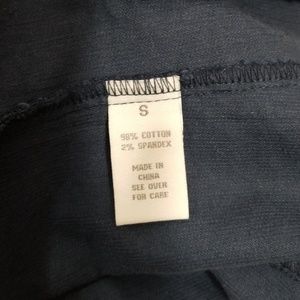 S
98% COTTON
2% SPANDEX
MADE IN
CHINA
SEE OVER
FOR CARE